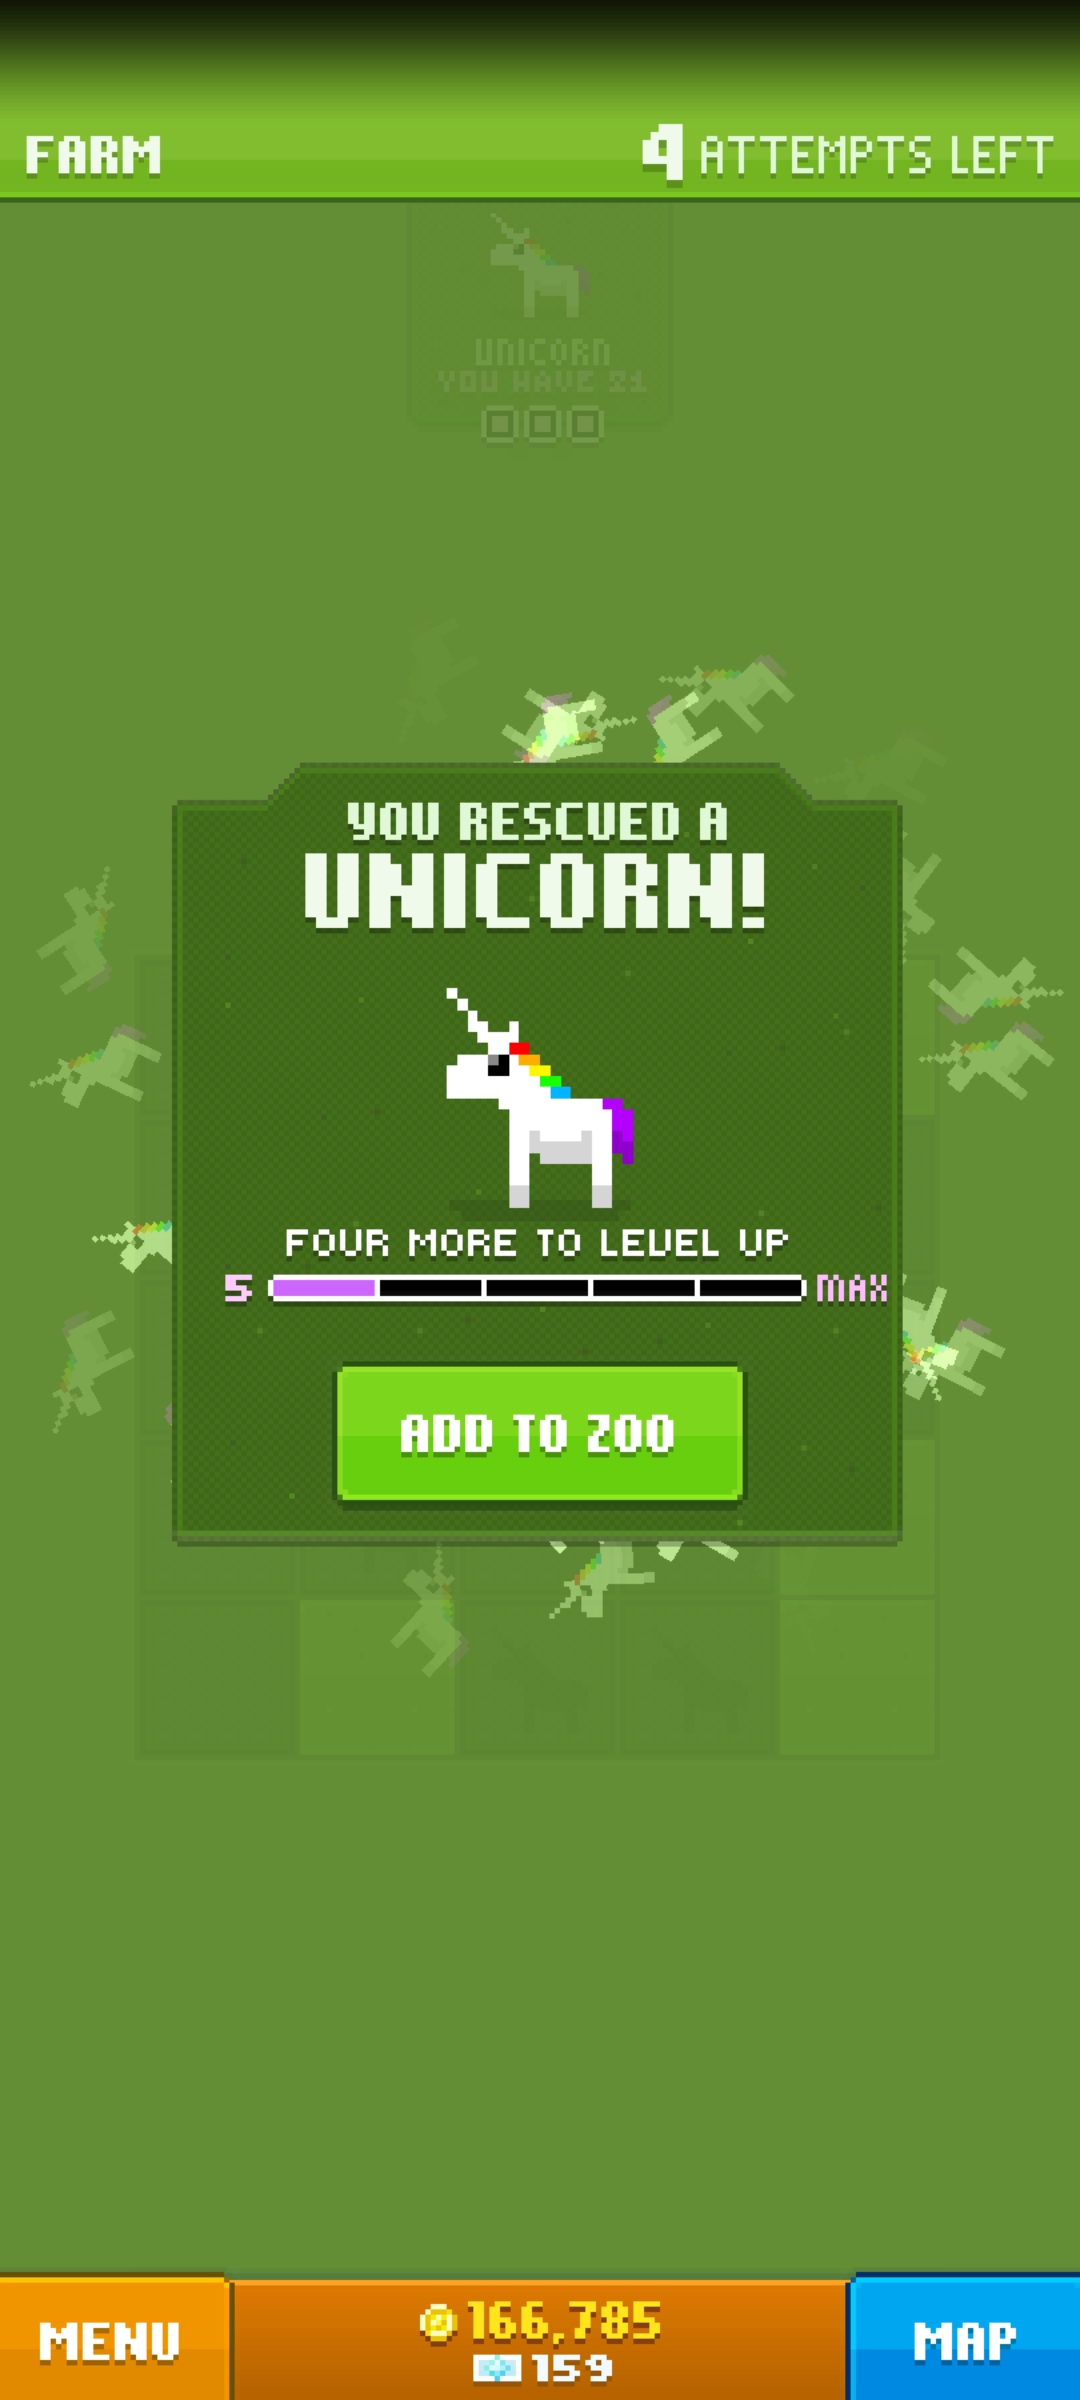 FARM
4 ATTEMPTS LEFT
UNICORN
YOU HAVE 21
YOU RESCUED A
UNICORN!
FOUR MORE TO LEVEL UP
5 MAX
ADD TO ZOO
MENU
166,785
159
MAP